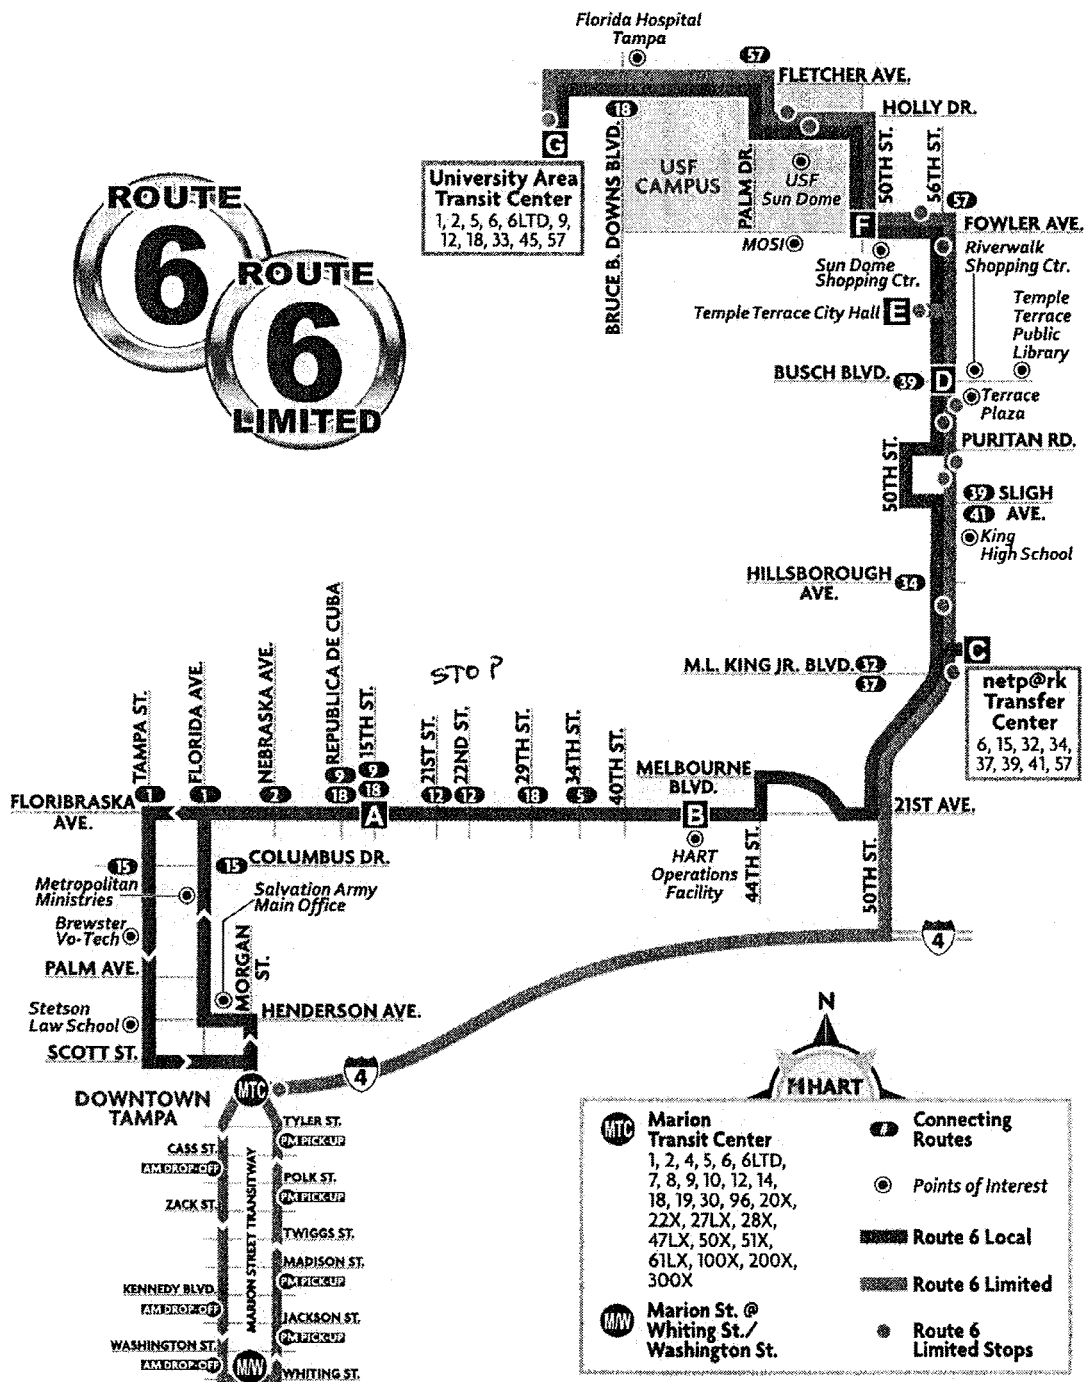 Florida Hospital
Tampa
57
FLETCHER AVE.
18
HOLLY DR.
G
BRUCE B. DOWNS BLVD.
USF
CAMPUS
PALM DR.
USF
Sun Dome
50TH ST.
56TH ST.
57
University Area
Transit Center
1, 2, 5, 6, 6LTD, 9,
12, 18, 33, 45, 57
F
FOWLER AVE.
MOSI
Sun Dome
Shopping Ctr.
Riverwalk
Shopping Ctr.
ROUTE
6
ROUTE
6
LIMITED
Temple Terrace City Hall
E
Temple
Terrace
Public
Library
BUSCH BLVD.
39
D
Terrace
Plaza
50TH ST.
PURITAN RD.
39 SLIGH
41 AVE.
King
High School
HILLSBOROUGH
AVE.
34
C
M.L. KING JR. BLVD.
32
37
netp@rk
Transfer
Center
6, 15, 32, 34,
37, 39, 41, 57
STOP
TAMPA ST.
FLORIDA AVE.
NEBRASKA AVE.
REPUBLICA DE CUBA
15TH ST.
21ST ST.
22ND ST.
29TH ST.
34TH ST.
40TH ST.
MELBOURNE
BLVD.
9
9
1
1
2
18
18
12
12
18
5
FLORIBRASKA
AVE.
A
B
21ST AVE.
HART
Operations
Facility
44TH ST.
50TH ST.
15
15
COLUMBUS DR.
Metropolitan
Ministries
Salvation Army
Main Office
Brewster
Vo-Tech
MORGAN
ST.
4
PALM AVE.
Stetson
Law School
HENDERSON AVE.
SCOTT ST.
4
MTC
DOWNTOWN
TAMPA
TYLER ST.
PM PICK-UP
CASS ST.
AM DROP-OFF
POLK ST.
PM PICK-UP
ZACK ST.
MARION STREET TRANSITWAY
TWIGGS ST.
MADISON ST.
PM PICK-UP
KENNEDY BLVD.
AM DROP-OFF
JACKSON ST.
PM PICK-UP
WASHINGTON ST.
AM DROP-OFF
M/W
WHITING ST.
N
HART
MTC
Marion
Transit Center
1, 2, 4, 5, 6, 6LTD,
7, 8, 9, 10, 12, 14,
18, 19, 30, 96, 20X,
22X, 27LX, 28X,
47LX, 50X, 51X,
61LX, 100X, 200X,
300X
M/W
Marion St. @
Whiting St./
Washington St.
#
Connecting
Routes
Points of Interest
Route 6 Local
Route 6 Limited
Route 6
Limited Stops